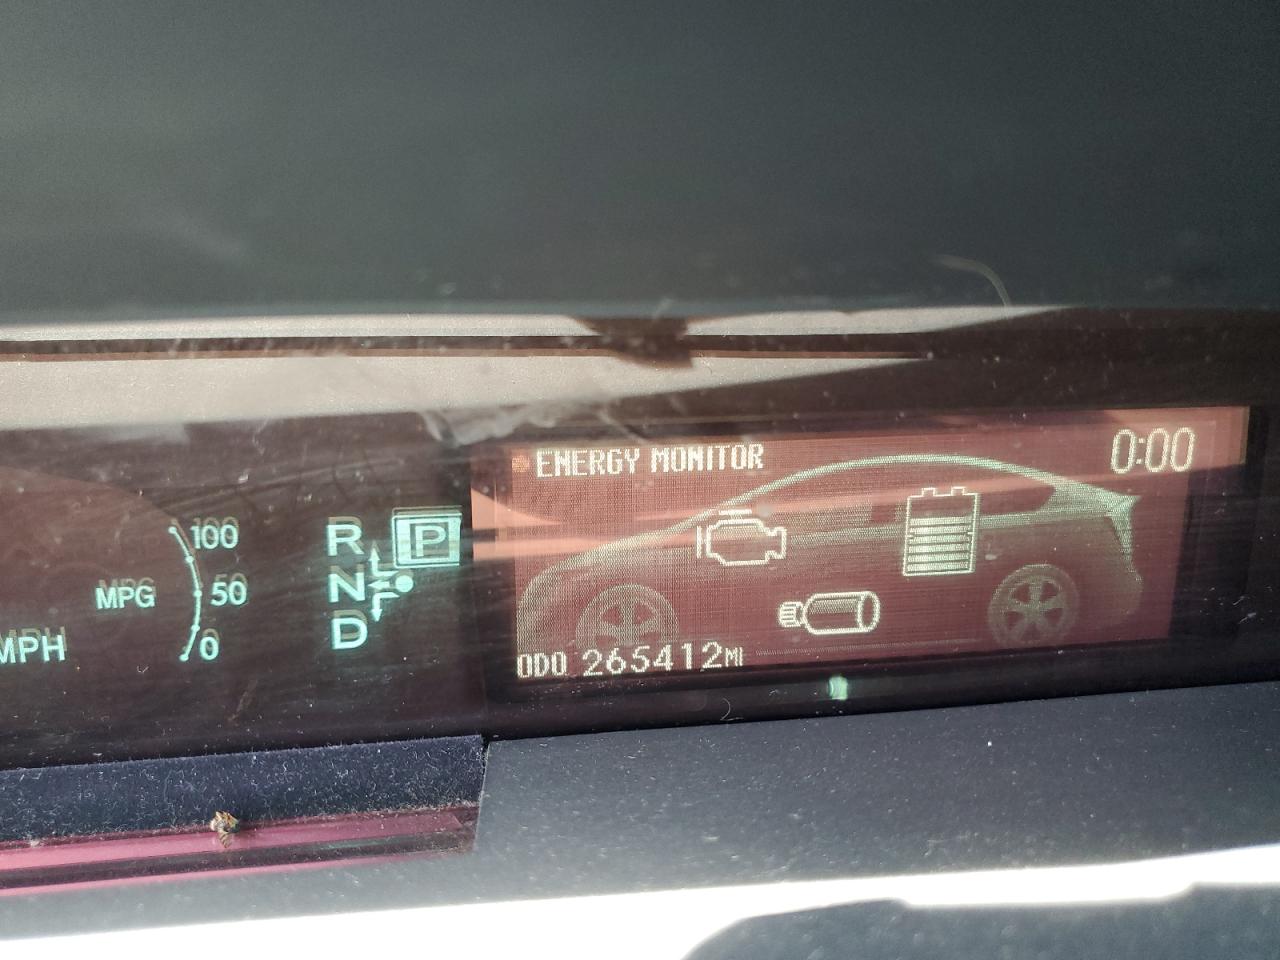 ENERGY MONITOR
0:00
100
50
0
MPG
MPH
R
N
D
P
ODO 265412MI